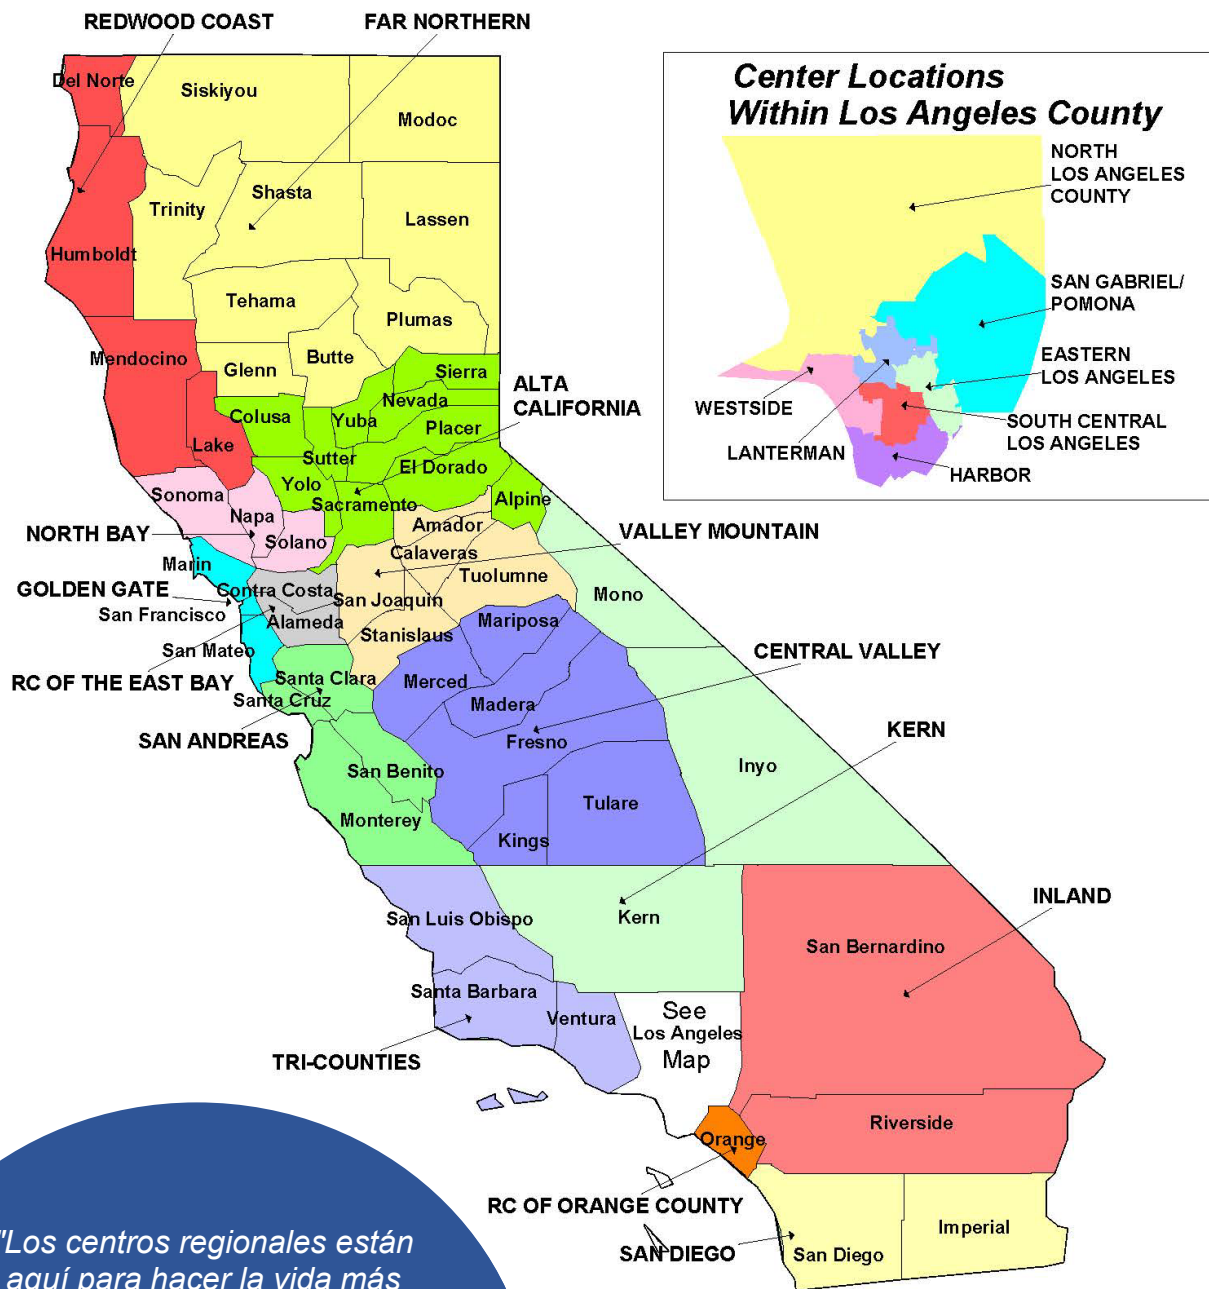 REDWOOD COAST
FAR NORTHERN
Del Norte
Siskiyou
Modoc
Shasta
Trinity
Lassen
Humboldt
Tehama
Plumas
Mendocino
Butte
Glenn
Sierra
Nevada
Colusa
Yuba
Placer
Lake
Sutter
El Dorado
Yolo
Sacramento
Alpine
ALTA
CALIFORNIA
Sonoma
Napa
Solano
NORTH BAY
Amador
VALLEY MOUNTAIN
Calaveras
Marin
Tuolumne
GOLDEN GATE
Contra Costa
San Joaquin
Mono
San Francisco
Alameda
Mariposa
Stanislaus
San Mateo
CENTRAL VALLEY
RC OF THE EAST BAY
Santa Clara
Merced
Santa Cruz
Madera
KERN
SAN ANDREAS
Fresno
San Benito
Inyo
Tulare
Monterey
Kings
INLAND
San Luis Obispo
Kern
San Bernardino
Santa Barbara
Ventura
See
Los Angeles
Map
TRI-COUNTIES
Riverside
Orange
RC OF ORANGE COUNTY
Imperial
SAN DIEGO
San Diego
Center Locations
Within Los Angeles County
NORTH
LOS ANGELES
COUNTY
SAN GABRIEL/
POMONA
EASTERN
LOS ANGELES
WESTSIDE
SOUTH CENTRAL
LOS ANGELES
LANTERMAN
HARBOR
"Los centros regionales están
aquí para hacer la vida más